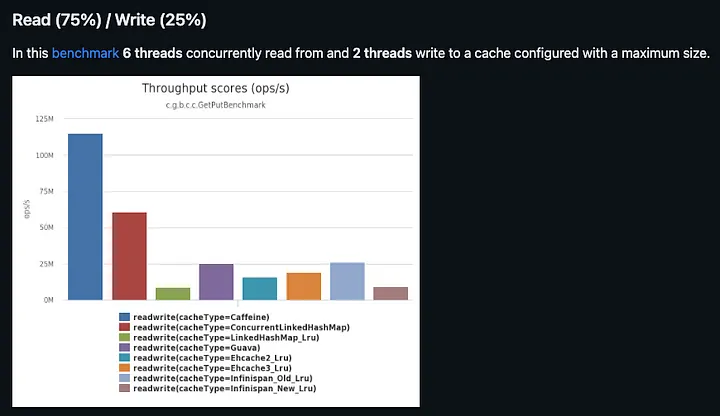 Read (75%) / Write (25%)
In this benchmark 6 threads concurrently read from and 2 threads write to a cache configured with a maximum size.
Throughput scores (ops/s)
c.g.b.c.c.GetPutBenchmark
125M
100M
75M
50M
25M
0M
ops/s
readwrite(cacheType=Caffeine)
readwrite(cacheType=ConcurrentLinkedHashMap)
readwrite(cacheType=LinkedHashMap_Lru)
readwrite(cacheType=Guava)
readwrite(cacheType=Ehcache2_Lru)
readwrite(cacheType=Ehcache3_Lru)
readwrite(cacheType=Infinispan_Old_Lru)
readwrite(cacheType=Infinispan_New_Lru)